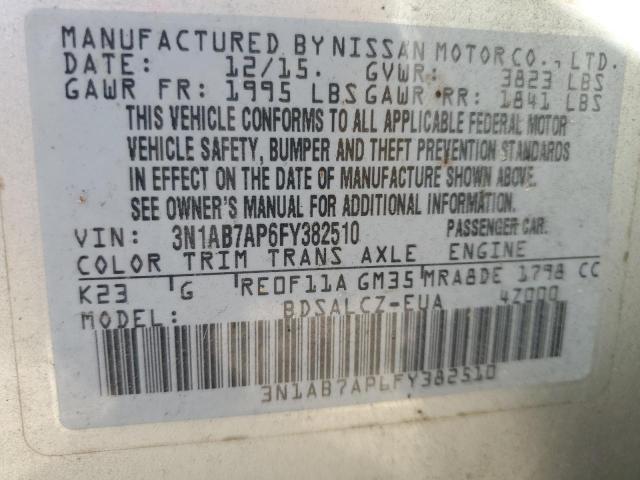 MANUFACTURED BY NISSAN MOTOR CO., LTD.
DATE: 12/15. GVWR: 3823 LBS
GAWR FR: 1995 LBS GAWR RR: 1841 LBS
THIS VEHICLE CONFORMS TO ALL APPLICABLE FEDERAL MOTOR
VEHICLE SAFETY, BUMPER AND THEFT PREVENTION STANDARDS
IN EFFECT ON THE DATE OF MANUFACTURE SHOWN ABOVE.
SEE OWNER'S MANUAL FOR ADDITIONAL INFORMATION.
VIN: 3N1AB7AP6FY382510 PASSENGER CAR
COLOR TRIM TRANS AXLE ENGINE
K23 G RE0F11A GM35 MRA8DE 1798 CC
MODEL: BDSALCZ-EUA 4Z000
3N1AB7AP6FY382510